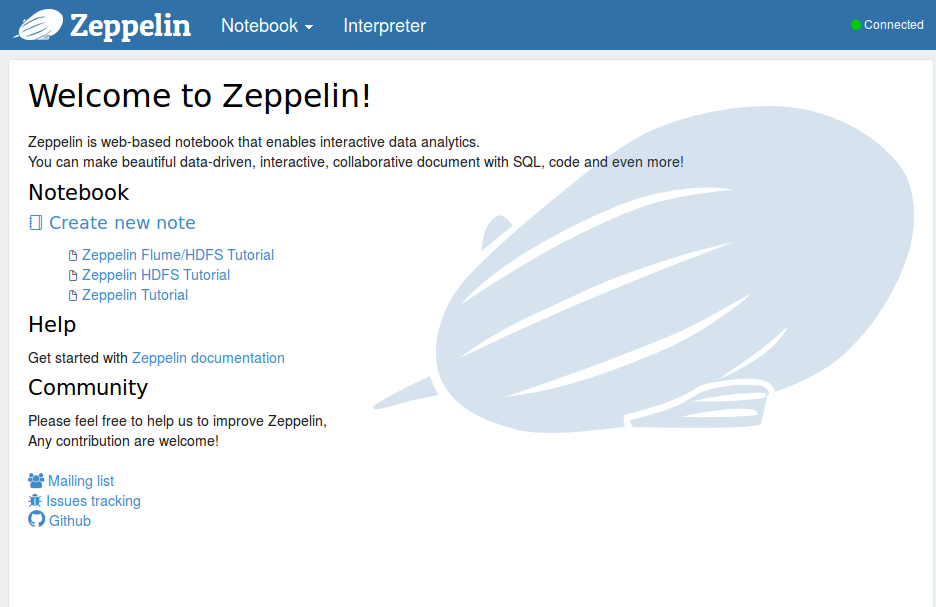 Zeppelin Notebook Interpreter Connected
Welcome to Zeppelin!
Zeppelin is web-based notebook that enables interactive data analytics.
You can make beautiful data-driven, interactive, collaborative document with SQL, code and even more!
Notebook
Create new note
Zeppelin Flume/HDFS Tutorial
Zeppelin HDFS Tutorial
Zeppelin Tutorial
Help
Get started with Zeppelin documentation
Community
Please feel free to help us to improve Zeppelin,
Any contribution are welcome!
Mailing list
Issues tracking
Github